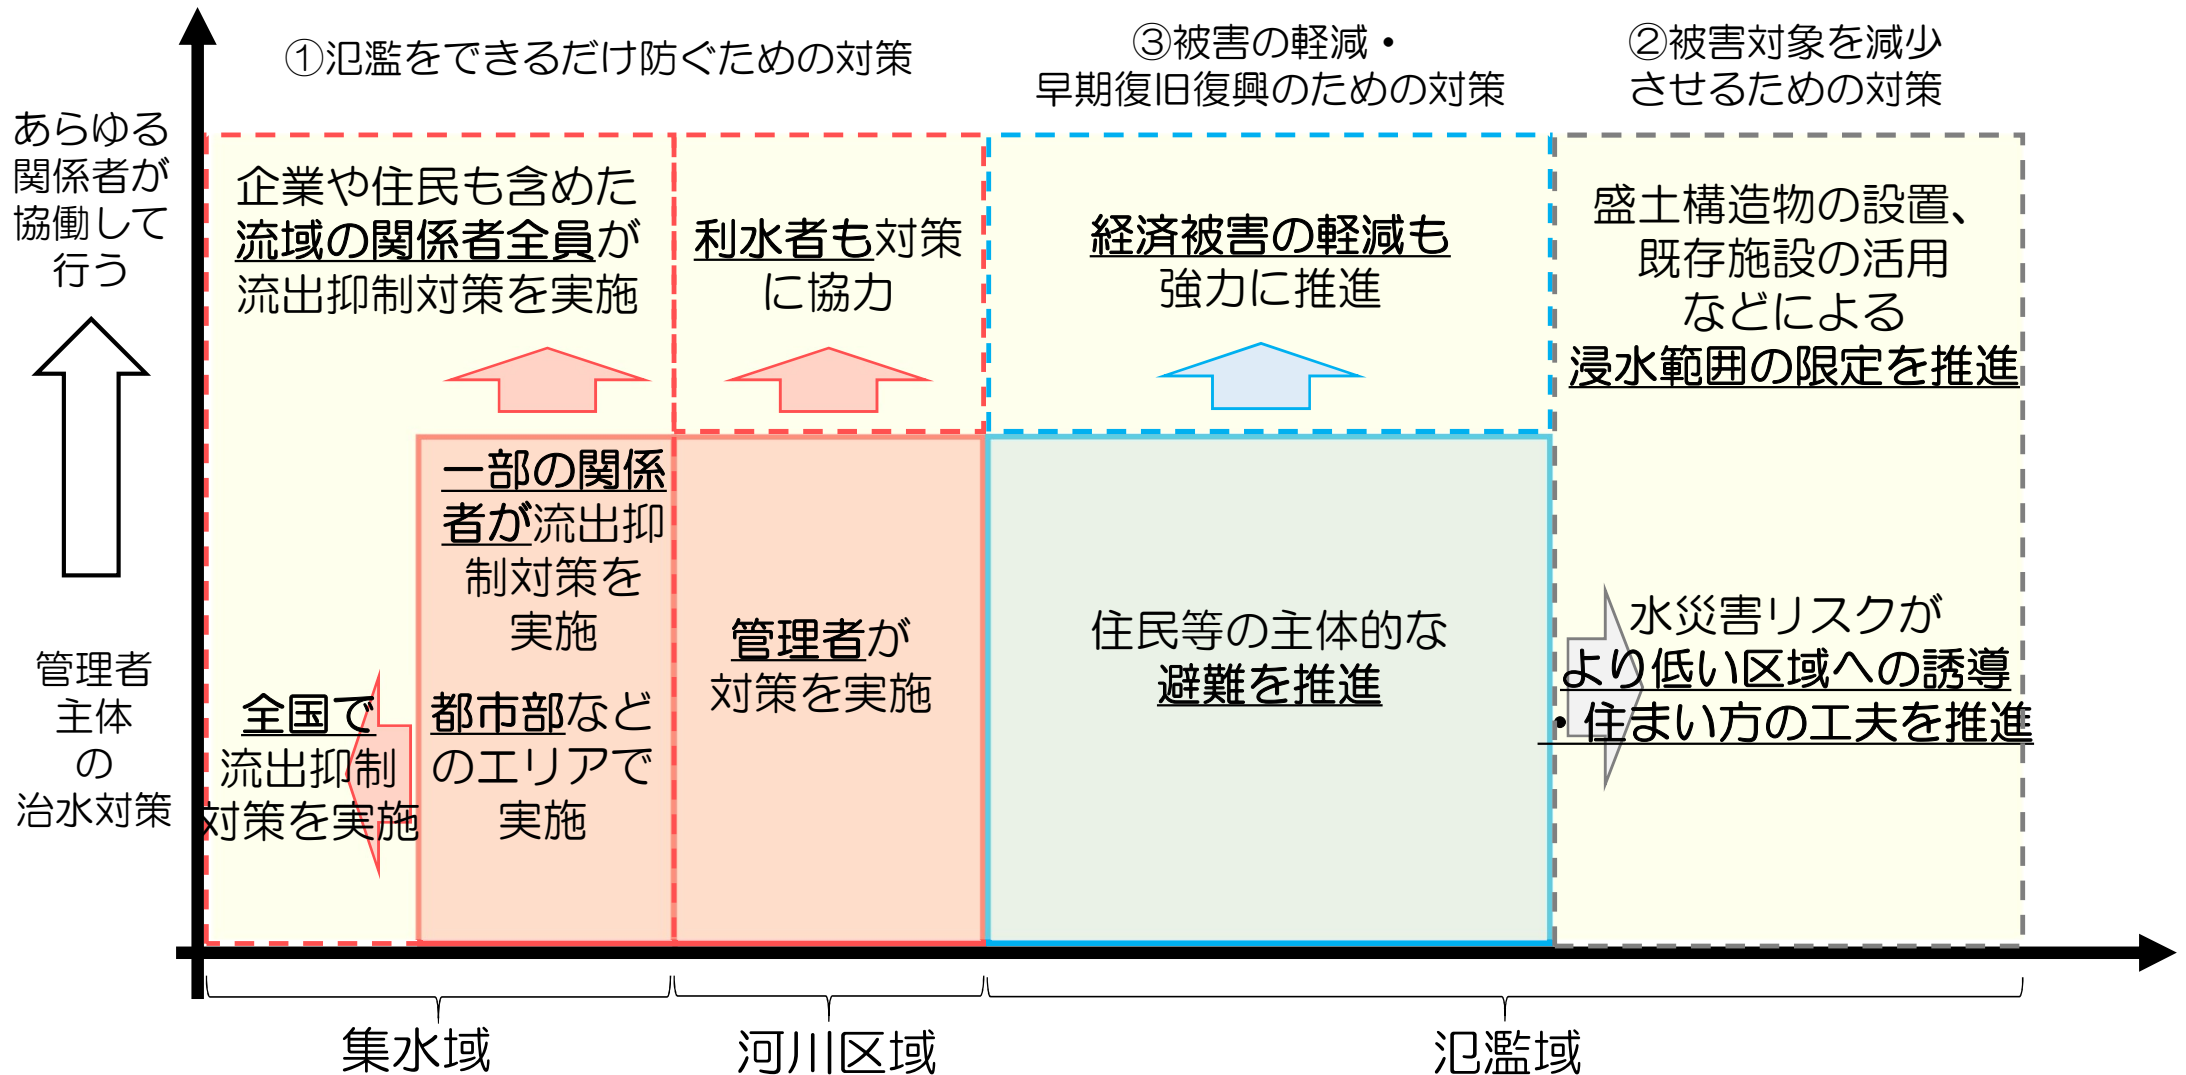 ①氾濫をできるだけ防ぐための対策
③被害の軽減・
早期復旧復興のための対策
②被害対象を減少
させるための対策
あらゆる
関係者が
協働して
行う
管理者
主体
の
治水対策
企業や住民も含めた
流域の関係者全員が
流出抑制対策を実施
利水者も対策
に協力
経済被害の軽減も
強力に推進
盛土構造物の設置、
既存施設の活用
などによる
浸水範囲の限定を推進
一部の関係
者が流出抑
制対策を
実施
都市部など
のエリアで
実施
全国で
流出抑制
対策を実施
管理者が
対策を実施
住民等の主体的な
避難を推進
水災害リスクが
より低い区域への誘導
・住まい方の工夫を推進
集水域
河川区域
氾濫域